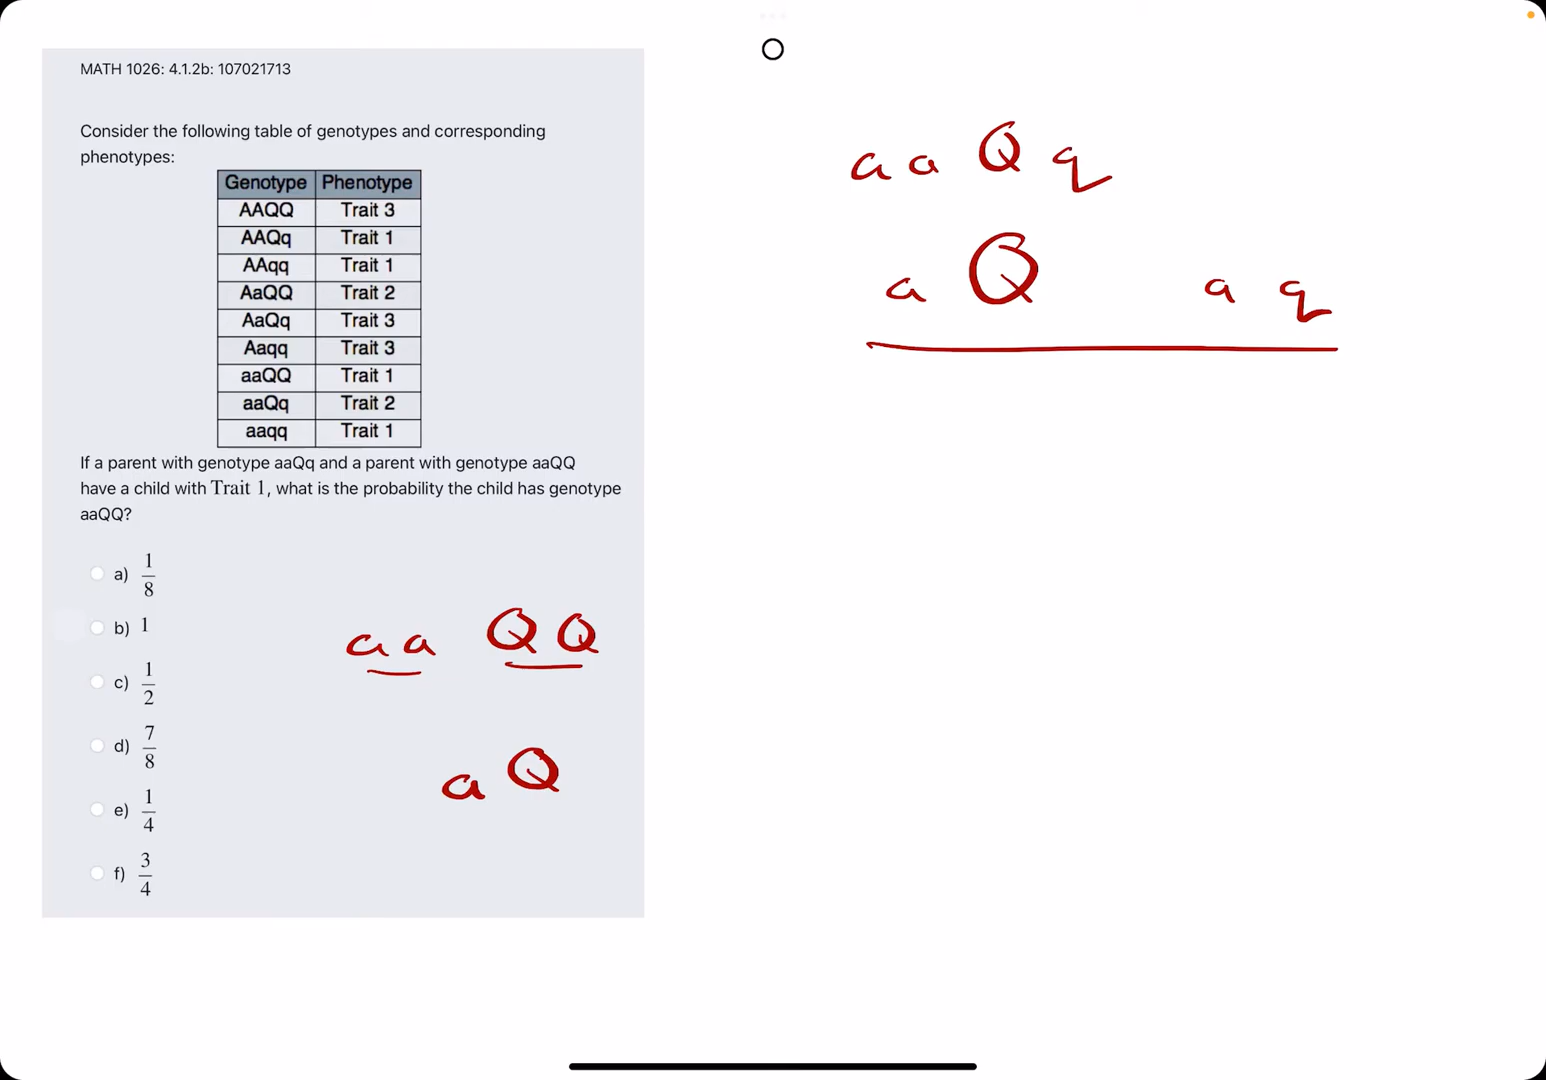 MATH 1026: 4.1.2b: 107021713
Consider the following table of genotypes and corresponding
phenotypes:
Genotype Phenotype
AAQQ Trait 3
AAQq Trait 1
AAqq Trait 1
AaQQ Trait 2
AaQq Trait 3
Aaqq Trait 3
aaQQ Trait 1
aaQq Trait 2
aaqq Trait 1
If a parent with genotype aaQq and a parent with genotype aaQQ
have a child with Trait 1, what is the probability the child has genotype
aaQQ?
a) 1/8
b) 1
c) 1/2
d) 7/8
e) 1/4
f) 3/4
a a Q Q
a Q
a a Q q
a Q a q